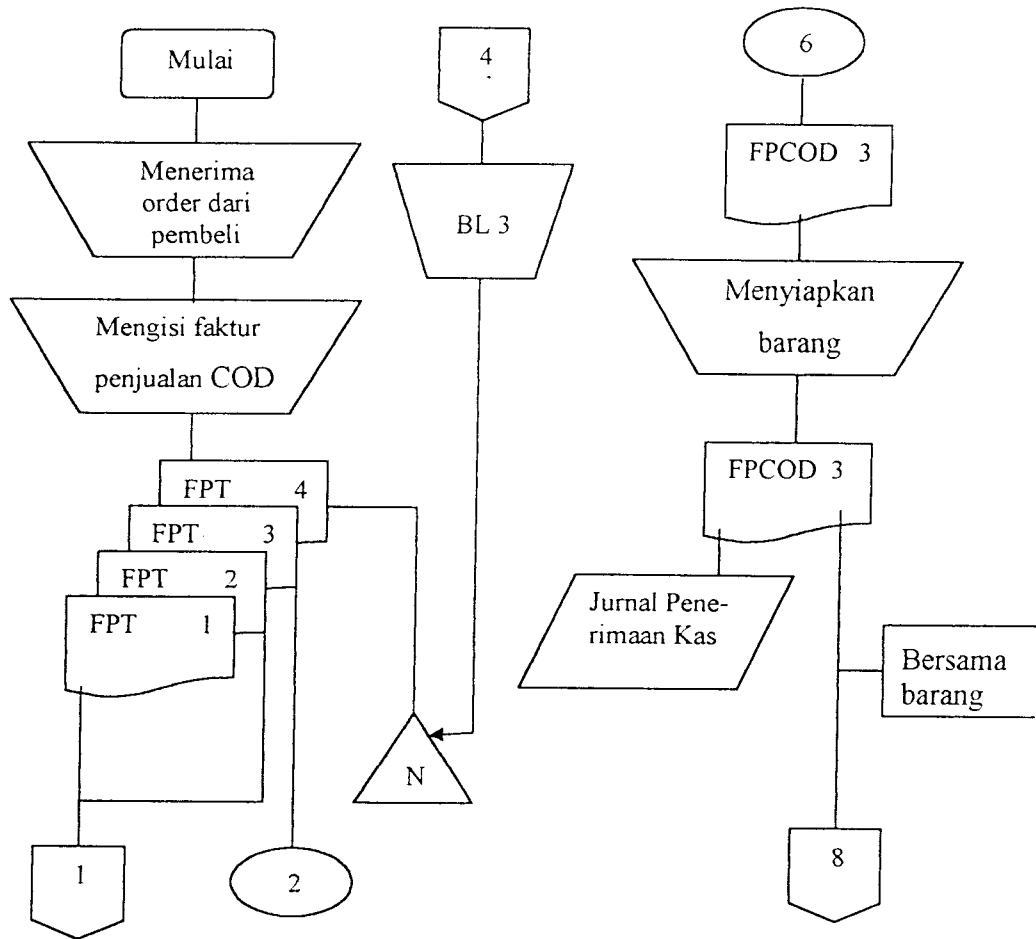 Mulai
Menerima
order dari
pembeli
Mengisi faktur
penjualan COD
FPT 4
FPT 3
FPT 2
FPT 1
1
2
4
BL 3
N
6
FPCOD 3
Menyiapkan
barang
FPCOD 3
Jurnal Pene-
rimaan Kas
Bersama
barang
8